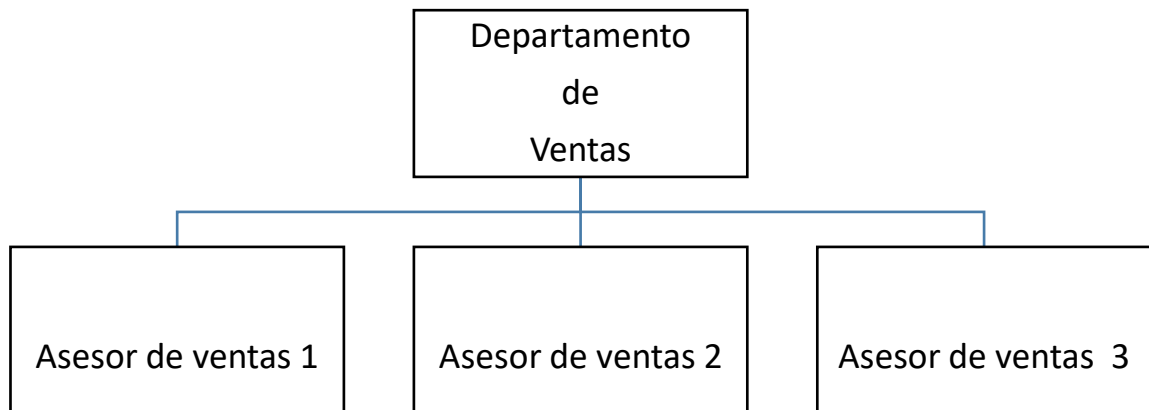 Departamento
de
Ventas
Asesor de ventas 1
Asesor de ventas 2
Asesor de ventas 3